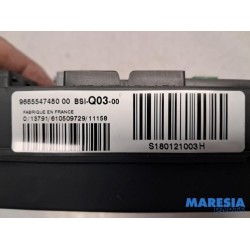 9665547480 00 BSI-Q03-00
FABRIQUE EN FRANCE
D/13791/610509729/11158
S180121003H
MARESIA